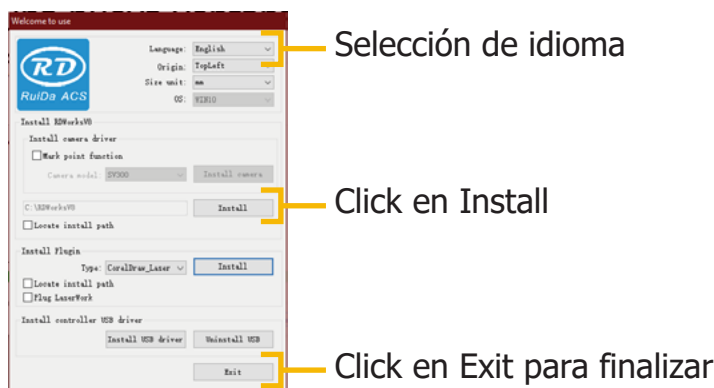 Welcome to use
Language: English
Selección de idioma
RD
Origin: TopLeft
Size unit: mm
RuiDa ACS
OS: WIN10
Install RDWorksV8
Install camera driver
Mark point function
Camera model: SV300 Install camera
C:\RDWorksV8 Install
Click en Install
Locate install path
Install Plugin
Type: CorelDraw_Laser Install
Locate install path
Plug LaserWork
Install controller USB driver
Install USB driver Uninstall USB
Exit
Click en Exit para finalizar